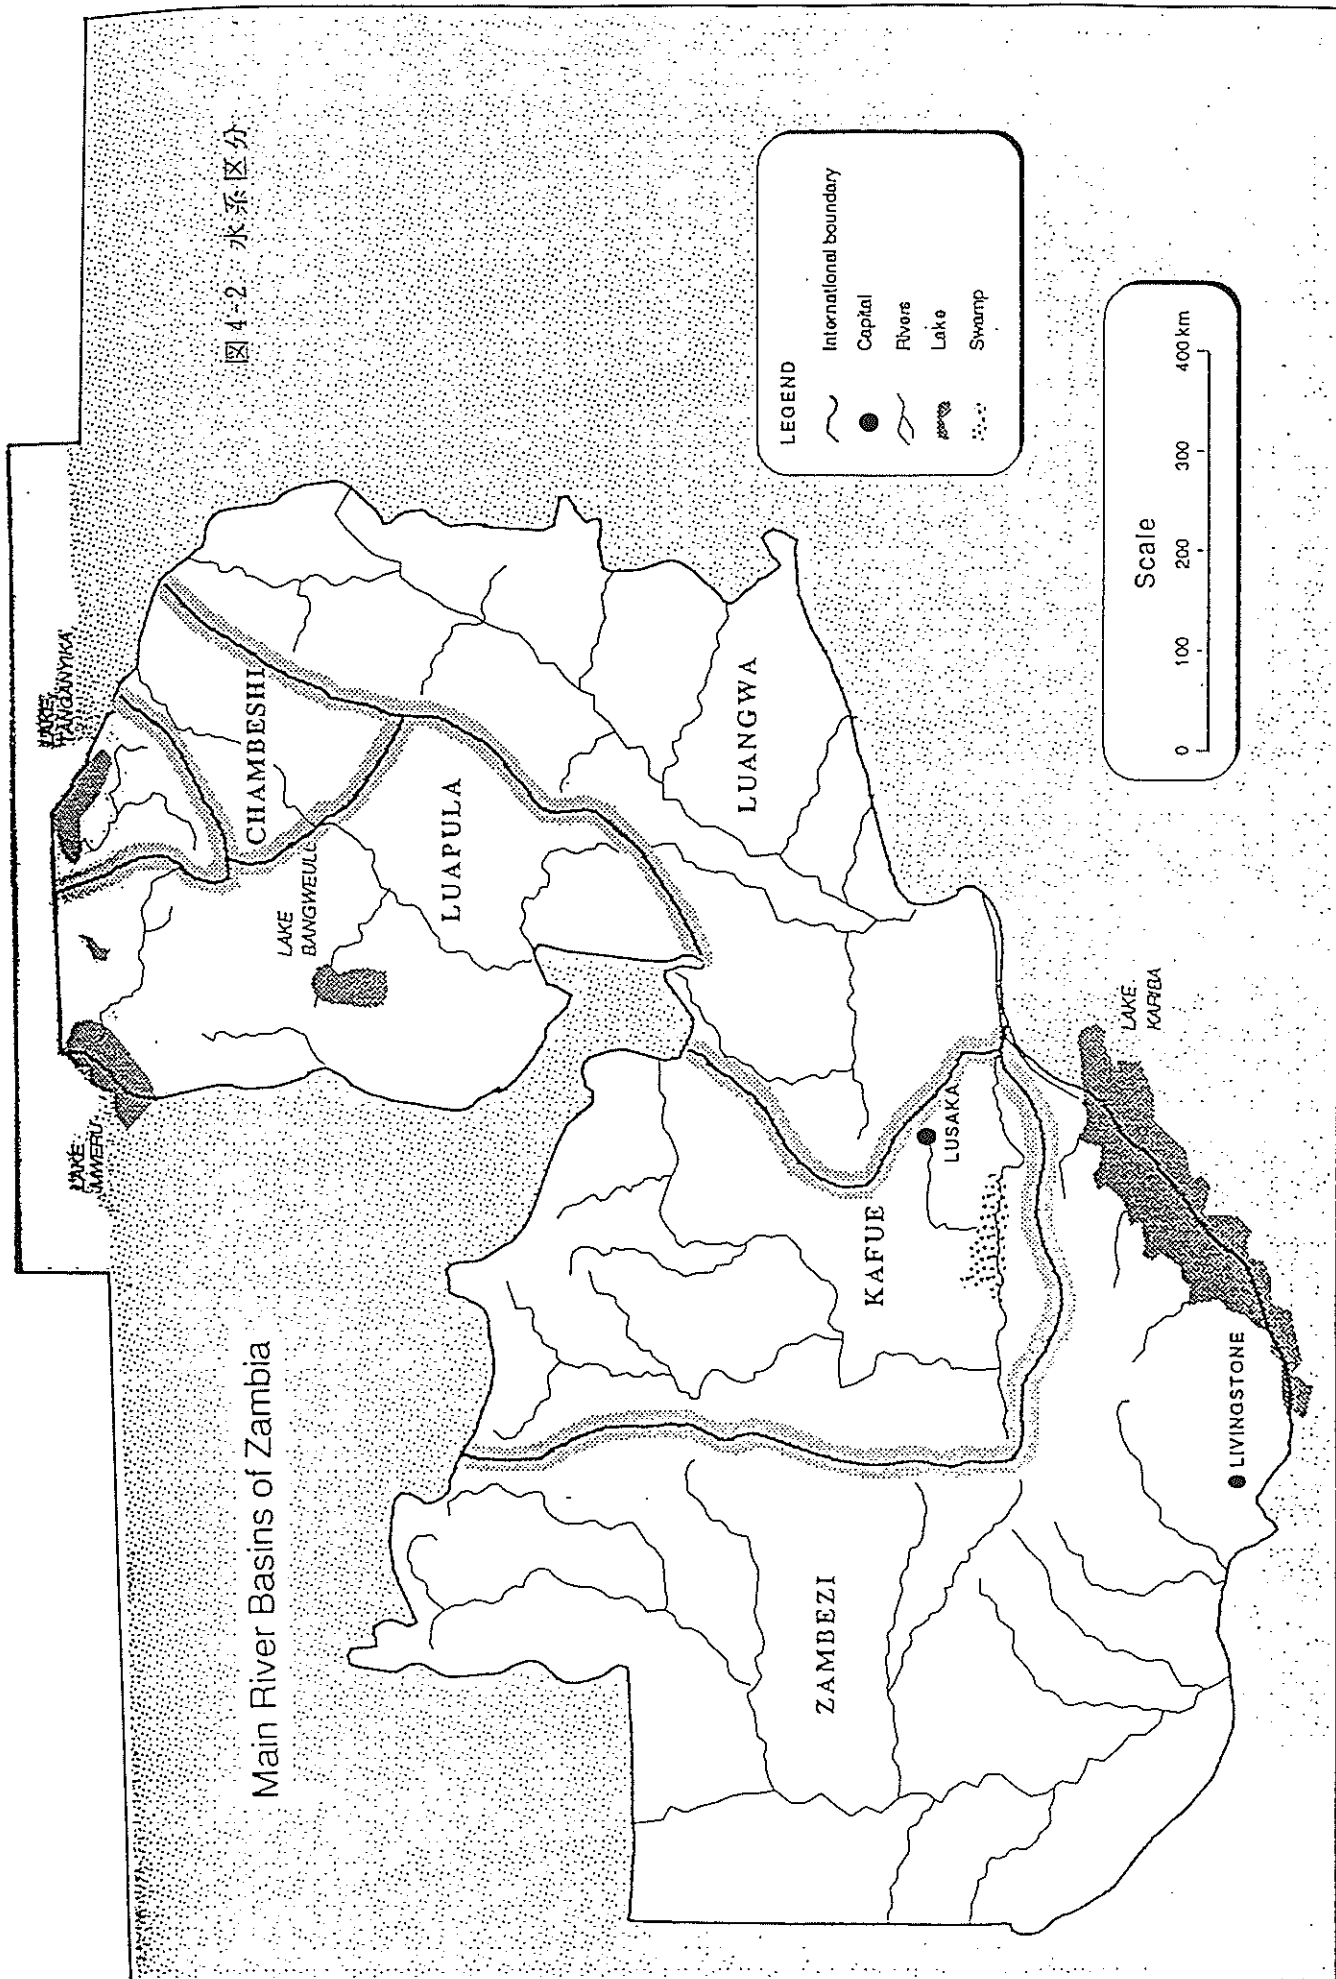 Main River Basins of Zambia
図 4-2 水系区分
LAKE
TANGANYIKA
LAKE
MWERU
CHAMBESHI
LAKE
BANGWEULU
LUAPULA
LUANGWA
KAFUE
LUSAKA
ZAMBEZI
LAKE
KARIBA
LIVINGSTONE
LEGEND
International boundary
Capital
Rivers
Lake
Swamp
Scale
0 100 200 300 400 km